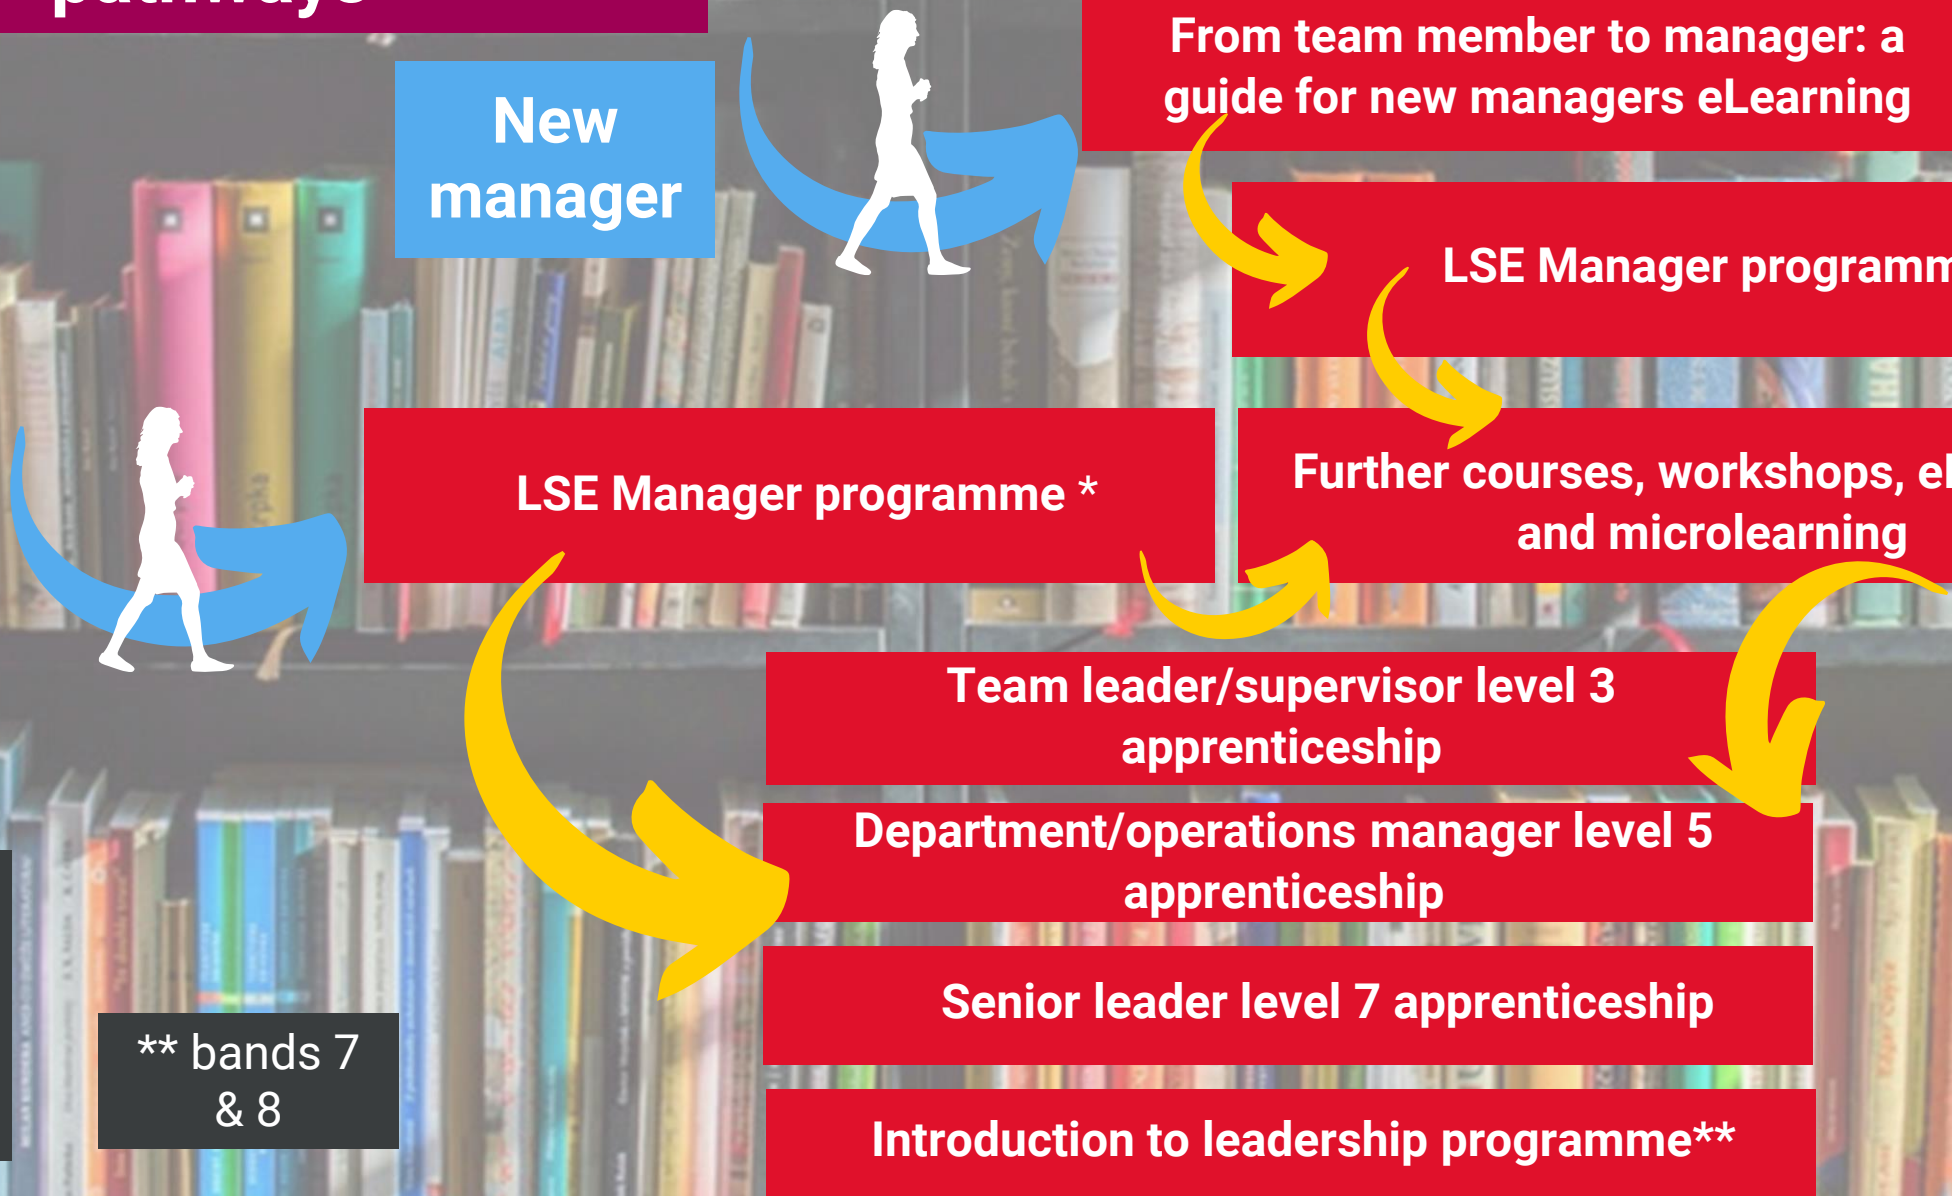 pathways
New
manager
From team member to manager: a
guide for new managers eLearning
LSE Manager
LSE Manager programme *
Further courses, workshops,
and microlearning
Team leader/supervisor level 3
apprenticeship
Department/operations manager level 5
apprenticeship
Senior leader level 7 apprenticeship
Introduction to leadership programme**
** bands 7
& 8